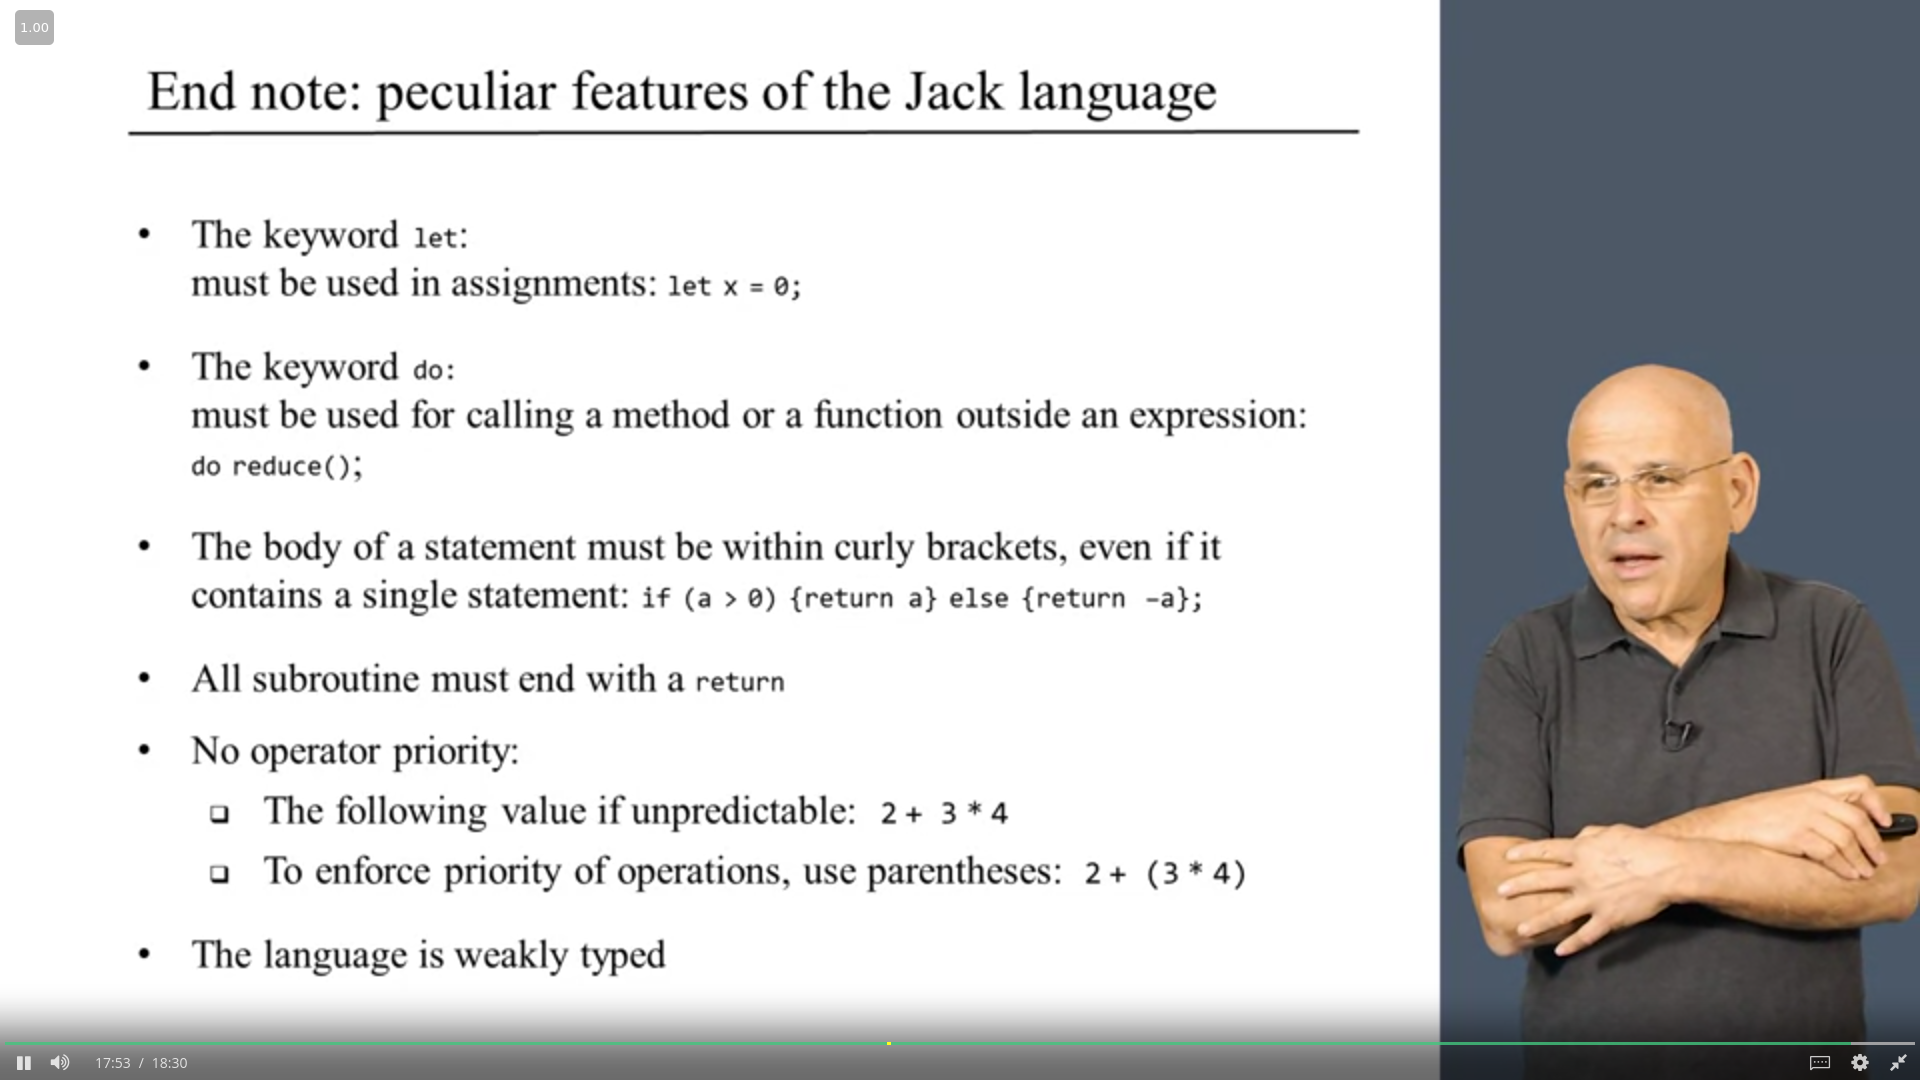 1.00
End note: peculiar features of the Jack language
• The keyword let:
must be used in assignments: let x = 0;
• The keyword do:
must be used for calling a method or a function outside an expression:
do reduce();
• The body of a statement must be within curly brackets, even if it
contains a single statement: if (a > 0) {return a} else {return -a};
• All subroutine must end with a return
• No operator priority:
❑ The following value if unpredictable: 2 + 3 * 4
❑ To enforce priority of operations, use parentheses: 2 + (3 * 4)
• The language is weakly typed
17:53 / 18:30